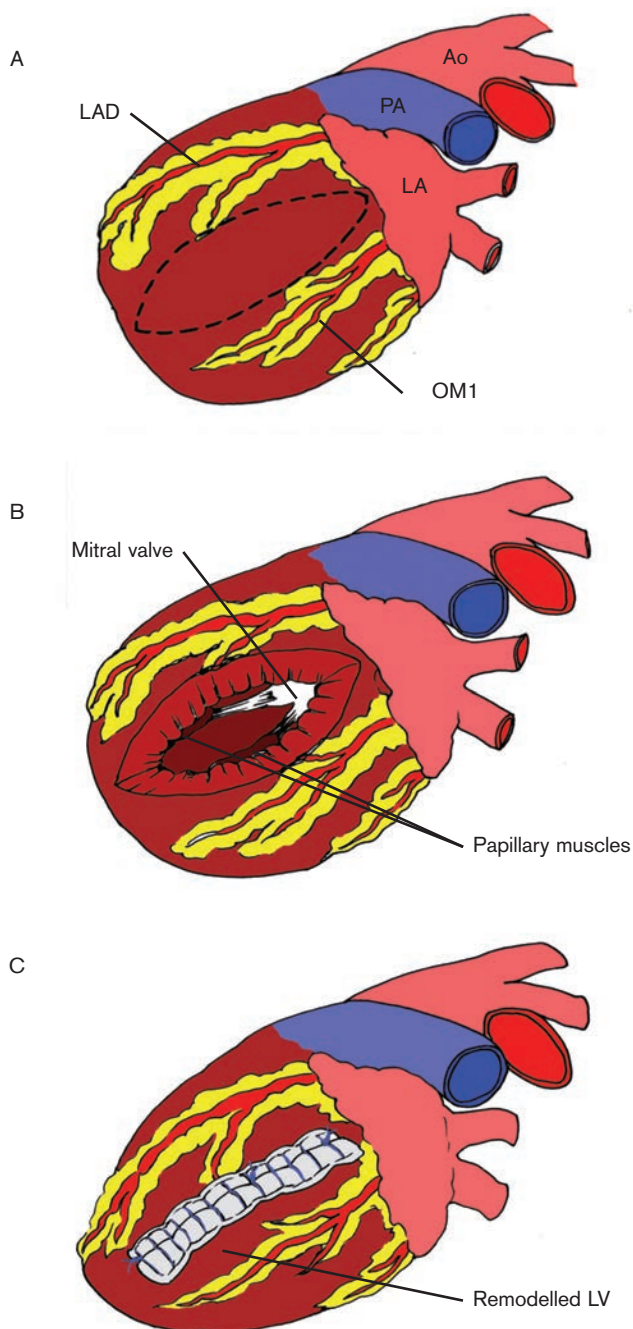 A
Ao
LAD
PA
LA
OM1
B
Mitral valve
Papillary muscles
C
Remodelled LV